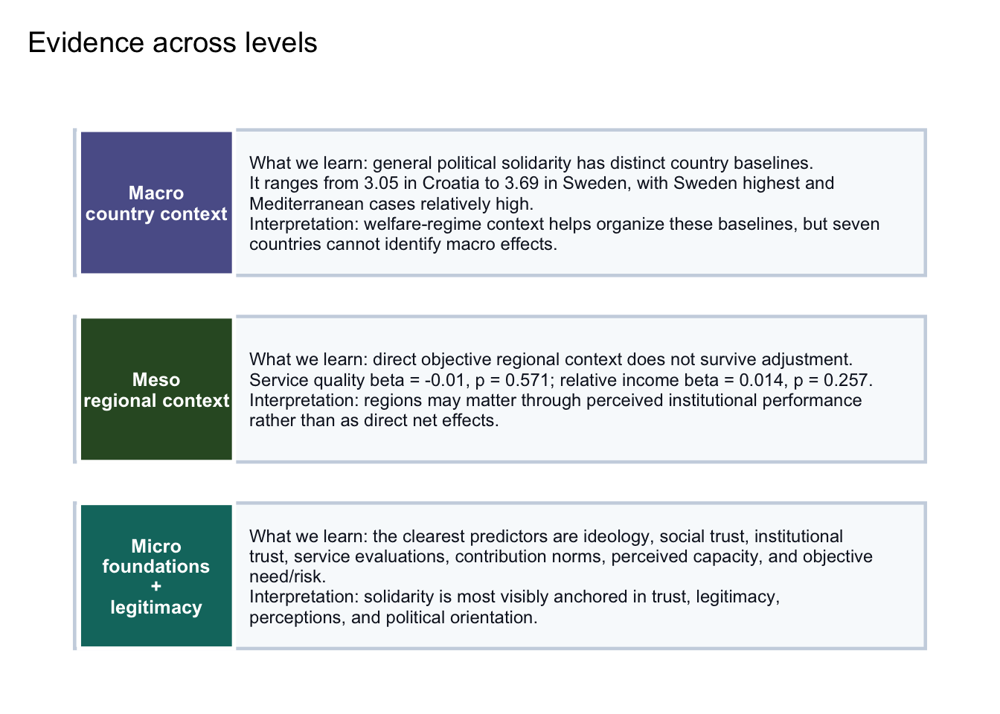 Evidence across levels
Macro
country context
What we learn: general political solidarity has distinct country baselines.
It ranges from 3.05 in Croatia to 3.69 in Sweden, with Sweden highest and
Mediterranean cases relatively high.
Interpretation: welfare-regime context helps organize these baselines, but seven
countries cannot identify macro effects.
Meso
regional context
What we learn: direct objective regional context does not survive adjustment.
Service quality beta = -0.01, p = 0.571; relative income beta = 0.014, p = 0.257.
Interpretation: regions may matter through perceived institutional performance
rather than as direct net effects.
Micro
foundations
+
legitimacy
What we learn: the clearest predictors are ideology, social trust, institutional
trust, service evaluations, contribution norms, perceived capacity, and objective
need/risk.
Interpretation: solidarity is most visibly anchored in trust, legitimacy,
perceptions, and political orientation.